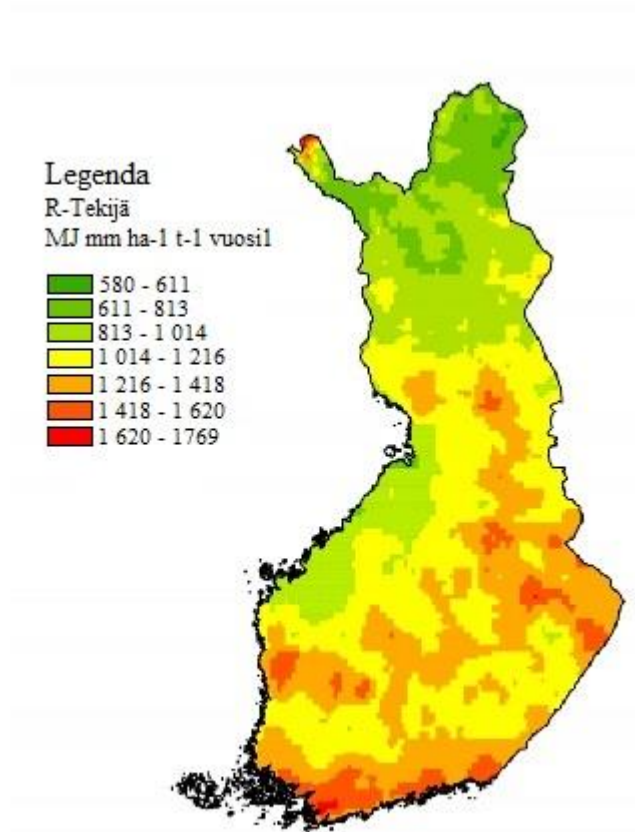 Legenda
R-Tekijä
MJ mm ha-1 t-1 vuosi1
580 - 611
611 - 813
813 - 1 014
1 014 - 1 216
1 216 - 1 418
1 418 - 1 620
1 620 - 1769